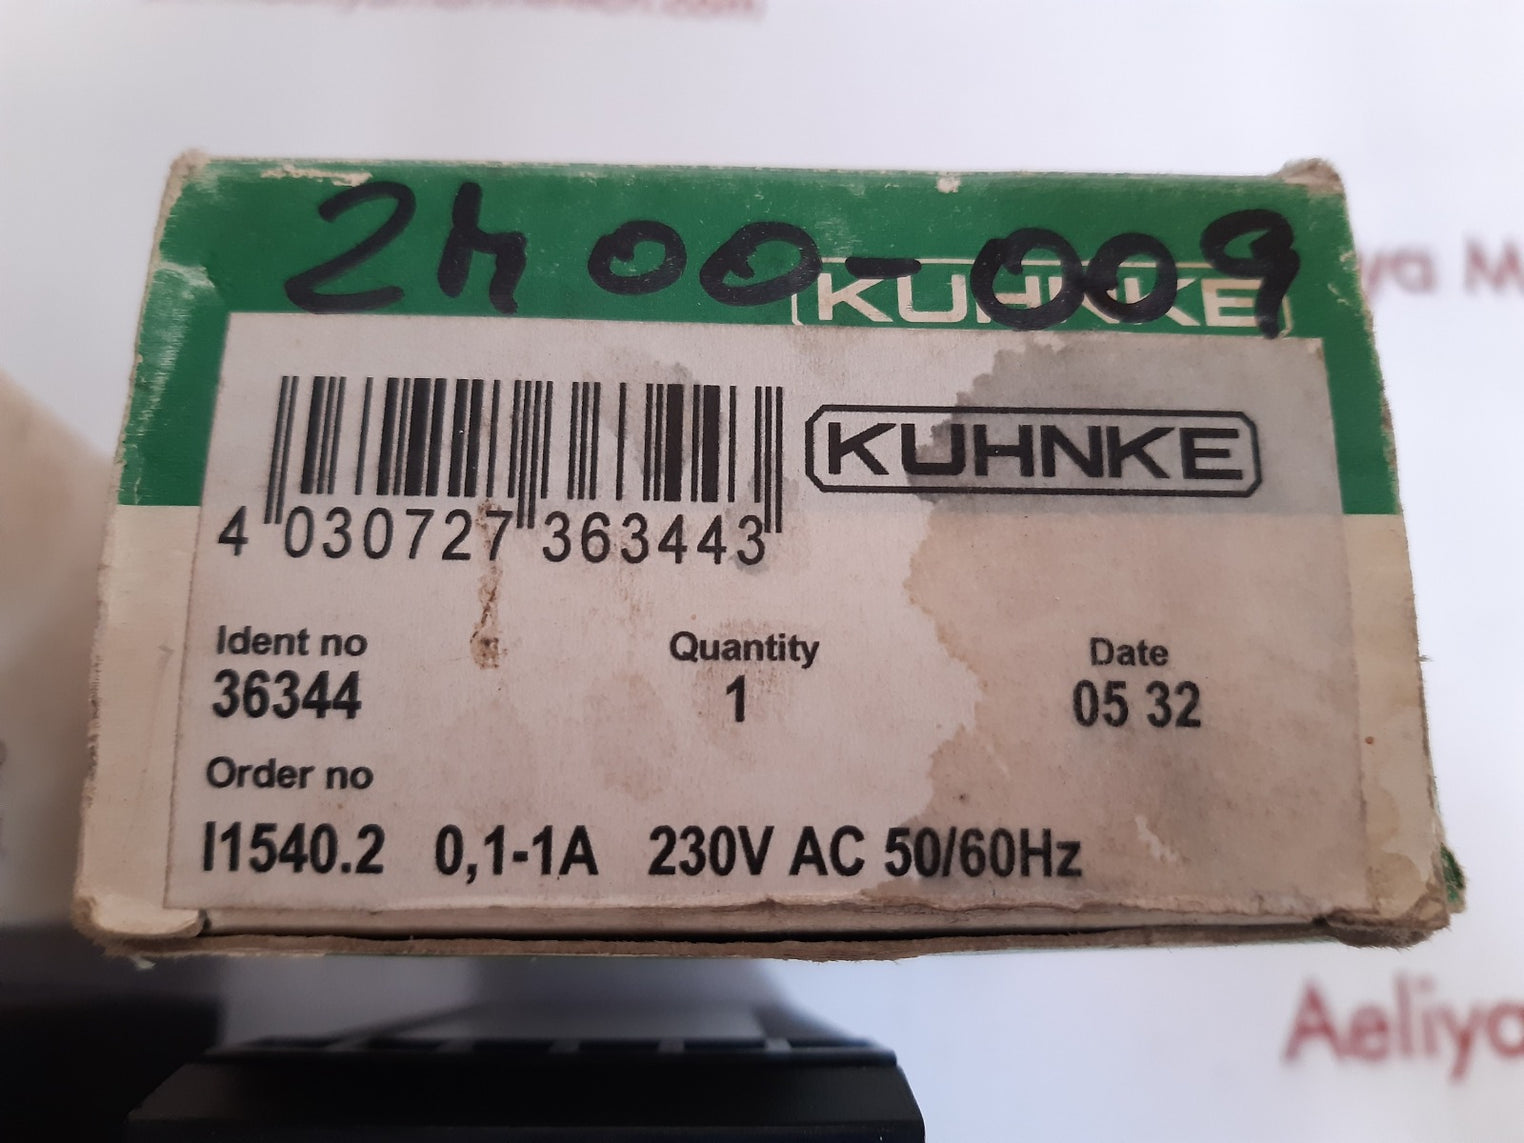 2400-009
KUHNKE
KUHNKE
4 030727 363443
Ident no
36344
Quantity
1
Date
05 32
Order no
I1540.2 0,1-1A 230V AC 50/60Hz
Aeliya